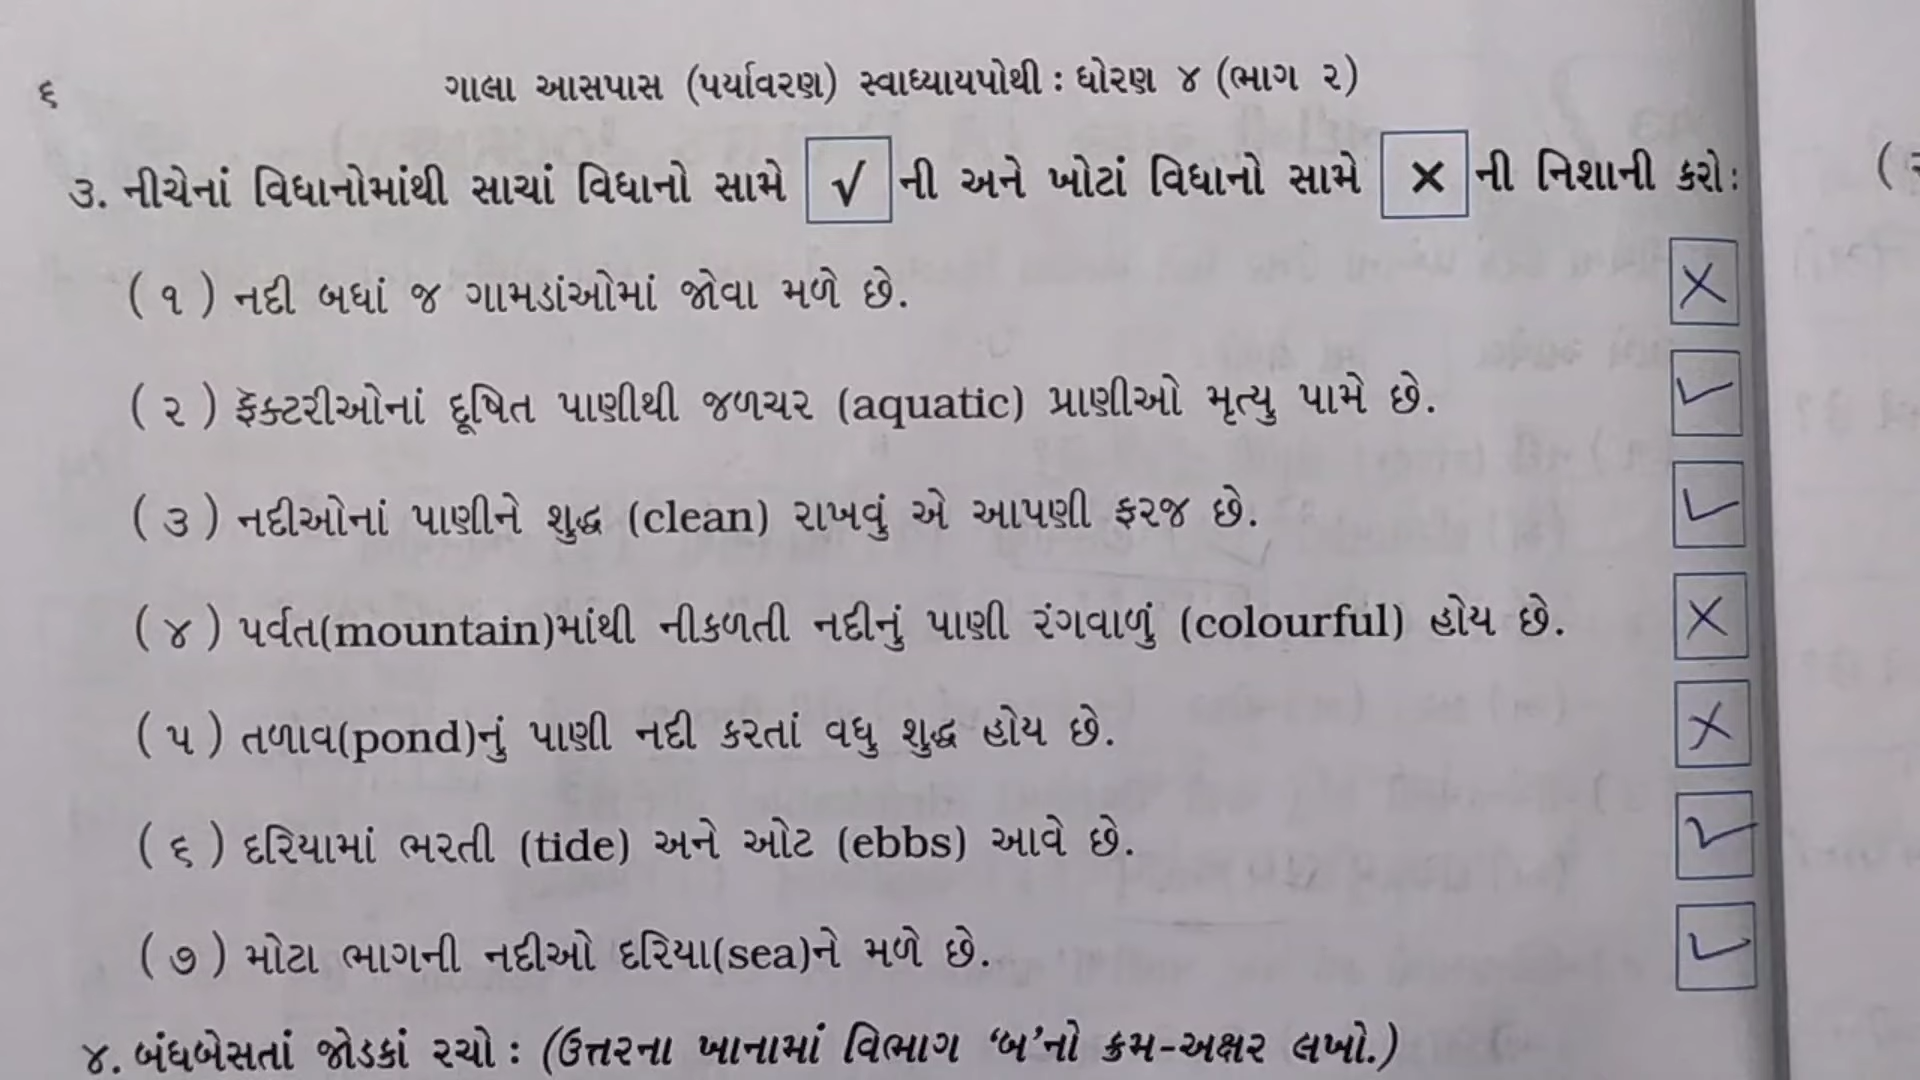 ૬
ગાલા આસપાસ (પર્યાવરણ) સ્વાધ્યાયપોથી : ધોરણ ૪ (ભાગ ૨)
૩. નીચેનાં વિધાનોમાંથી સાચાં વિધાનો સામે √ ની અને ખોટાં વિધાનો સામે × ની નિશાની કરો :
(૧) નદી બધાં જ ગામડાંઓમાં જોવા મળે છે. ×
(૨) ફૅક્ટરીઓનાં દૂષિત પાણીથી જળચર (aquatic) પ્રાણીઓ મૃત્યુ પામે છે. ✓
(૩) નદીઓનાં પાણીને શુદ્ધ (clean) રાખવું એ આપણી ફરજ છે. ✓
(૪) પર્વત(mountain)માંથી નીકળતી નદીનું પાણી રંગવાળું (colourful) હોય છે. ×
(૫) તળાવ(pond)નું પાણી નદી કરતાં વધુ શુદ્ધ હોય છે. ×
(૬) દરિયામાં ભરતી (tide) અને ઓટ (ebbs) આવે છે. ✓
(૭) મોટા ભાગની નદીઓ દરિયા(sea)ને મળે છે. ✓
૪. બંધબેસતાં જોડકાં રચો : (ઉત્તરના ખાનામાં વિભાગ ‘બ’નો ક્રમ-અક્ષર લખો.)